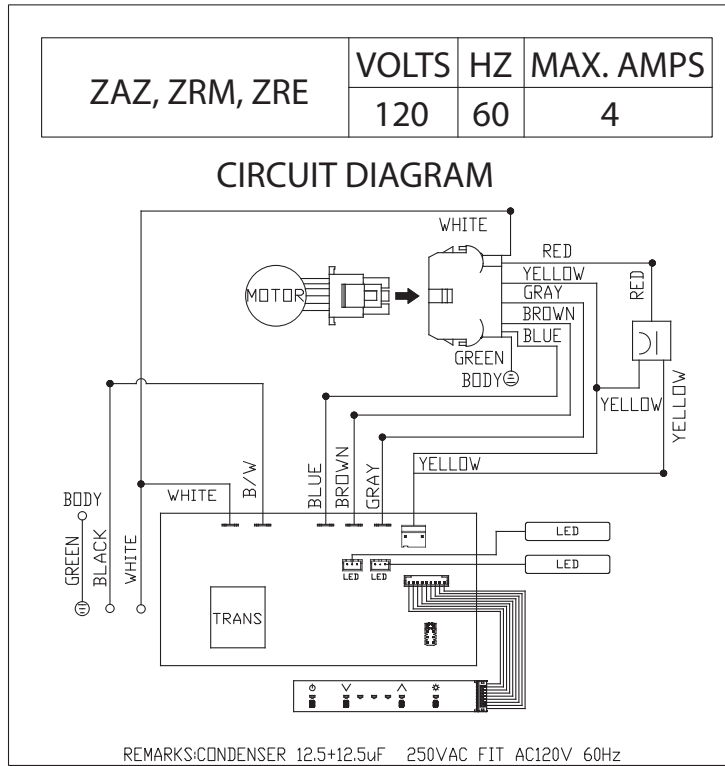 ZAZ, ZRM, ZRE
VOLTS HZ MAX. AMPS
120 60 4
CIRCUIT DIAGRAM
WHITE
RED
YELLOW
GRAY
BROWN
BLUE
RED
MOTOR
GREEN
BODY
YELLOW
YELLOW
YELLOW
BLUE
BROWN
GRAY
B/W
WHITE
BODY
GREEN
BLACK
WHITE
LED
LED
LED LED
TRANS
REMARKS:CONDENSER 12.5+12.5uF 250VAC FIT AC120V 60Hz